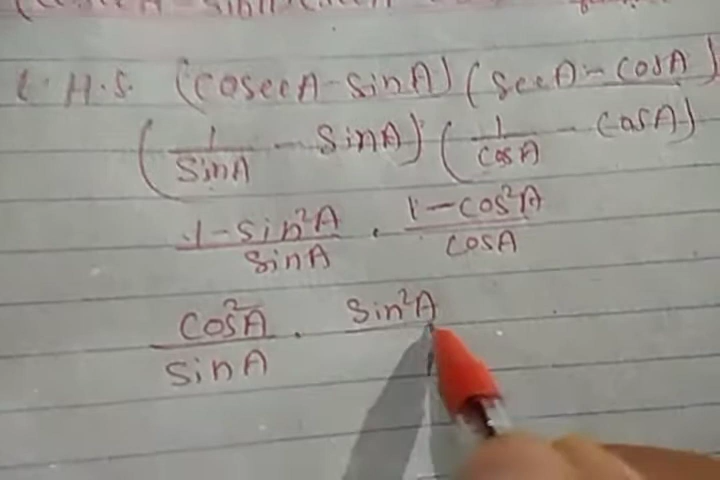 L.H.S. (cosecA - sinA) (secA - cosA)
(1/sinA - sinA) (1/cosA - cosA)
1-sin²A/sinA . 1-cos²A/cosA
cos²A/sinA . sin²A